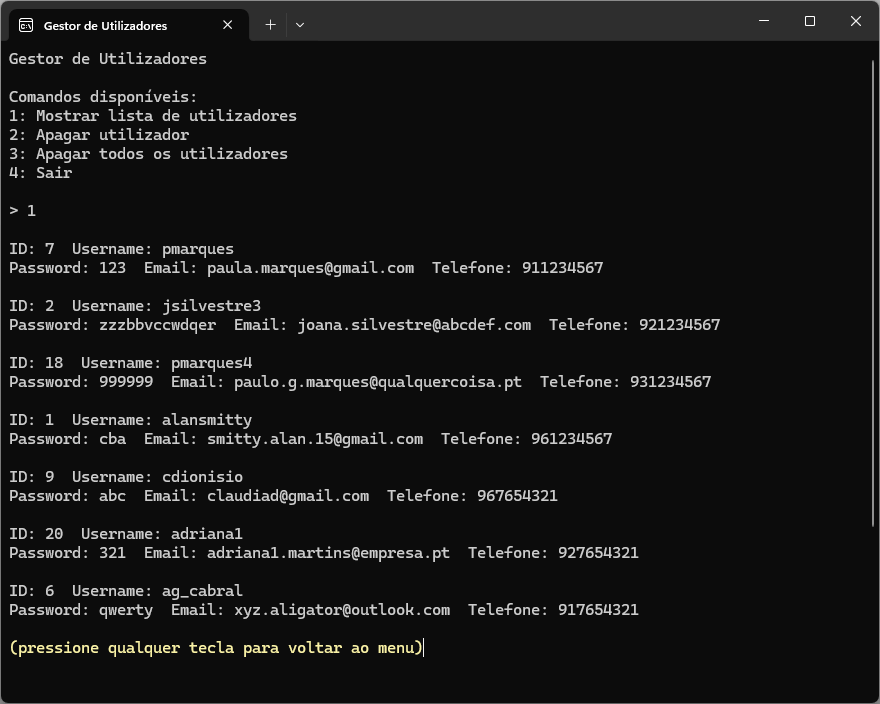 Gestor de Utilizadores
Gestor de Utilizadores
Comandos disponíveis:
1: Mostrar lista de utilizadores
2: Apagar utilizador
3: Apagar todos os utilizadores
4: Sair
> 1
ID: 7  Username: pmarques
Password: 123  Email: paula.marques@gmail.com  Telefone: 911234567
ID: 2  Username: jsilvestre3
Password: zzzbbvccwdqer  Email: joana.silvestre@abcdef.com  Telefone: 921234567
ID: 18  Username: pmarques4
Password: 999999  Email: paulo.g.marques@qualquercoisa.pt  Telefone: 931234567
ID: 1  Username: alansmitty
Password: cba  Email: smitty.alan.15@gmail.com  Telefone: 961234567
ID: 9  Username: cdionisio
Password: abc  Email: claudiad@gmail.com  Telefone: 967654321
ID: 20  Username: adriana1
Password: 321  Email: adriana1.martins@empresa.pt  Telefone: 927654321
ID: 6  Username: ag_cabral
Password: qwerty  Email: xyz.aligator@outlook.com  Telefone: 917654321
(pressione qualquer tecla para voltar ao menu)